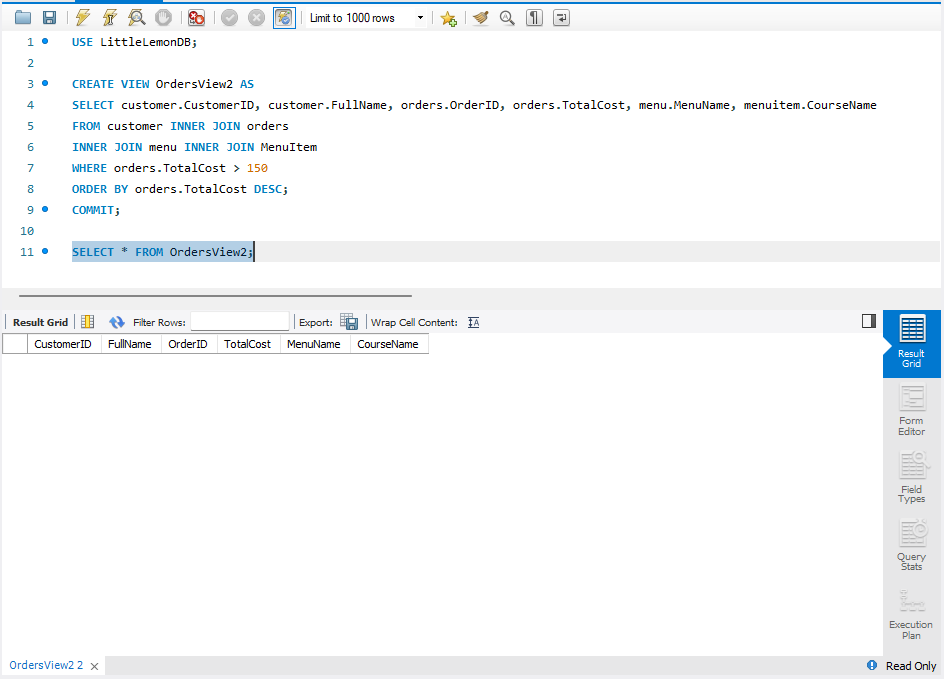 Limit to 1000 rows
1 USE LittleLemonDB;
2
3 CREATE VIEW OrdersView2 AS
4 SELECT customer.CustomerID, customer.FullName, orders.OrderID, orders.TotalCost, menu.MenuName, menuitem.CourseName
5 FROM customer INNER JOIN orders
6 INNER JOIN menu INNER JOIN MenuItem
7 WHERE orders.TotalCost > 150
8 ORDER BY orders.TotalCost DESC;
9 COMMIT;
10
11 SELECT * FROM OrdersView2;
Result Grid Filter Rows: Export: Wrap Cell Content: IA
CustomerID FullName OrderID TotalCost MenuName CourseName
Result
Grid
Form
Editor
Field
Types
Query
Stats
Execution
Plan
OrdersView2 2 Read Only